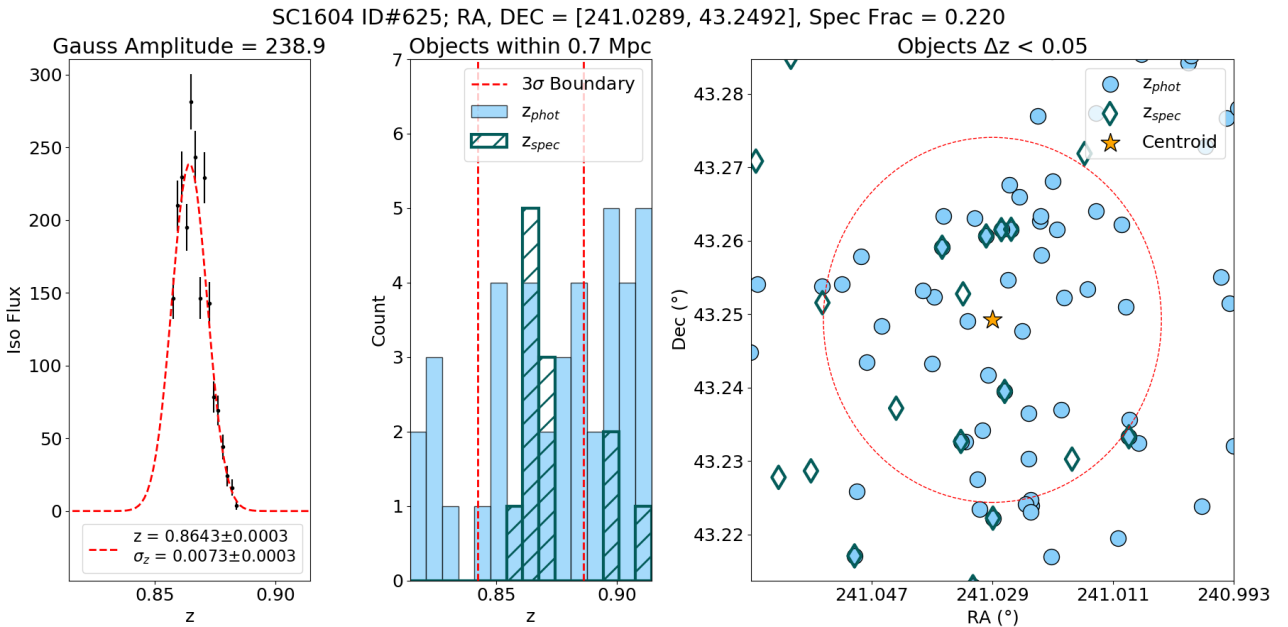 SC1604 ID#625; RA, DEC = [241.0289, 43.2492], Spec Frac = 0.220
Gauss Amplitude = 238.9
300
250
200
150
100
50
0
Iso Flux
0.85
0.90
z
z = 0.8643±0.0003
σz = 0.0073±0.0003
Objects within 0.7 Mpc
7
6
5
4
3
2
1
0
Count
0.85
0.90
z
3σ Boundary
zphot
zspec
Objects Δz < 0.05
43.28
43.27
43.26
43.25
43.24
43.23
43.22
Dec (°)
241.047
241.029
241.011
240.993
RA (°)
zphot
zspec
Centroid